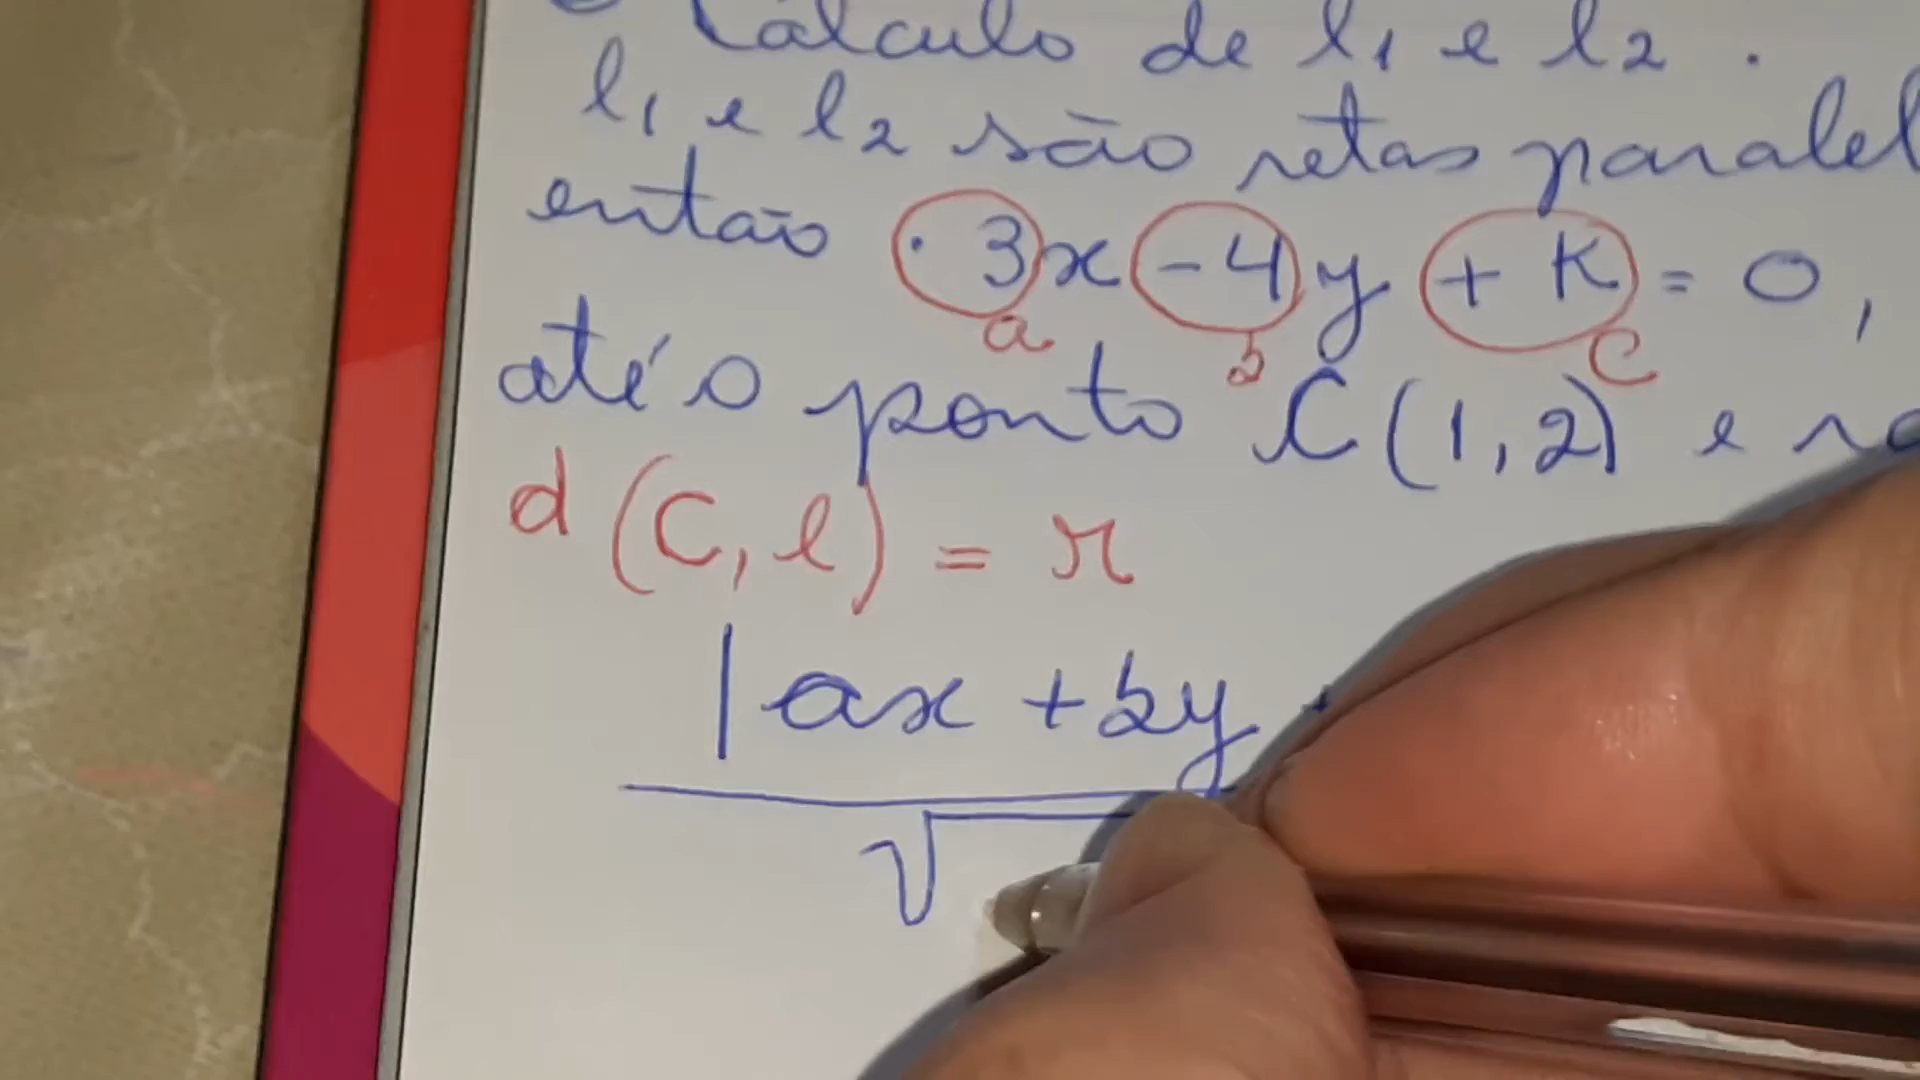 Cálculo de l1 e l2 .
l1 e l2 são retas paralel
então · 3x - 4y + K = 0 ,
a b c
até o ponto C (1, 2) e
d (C, l) = r
| ax + by +
√